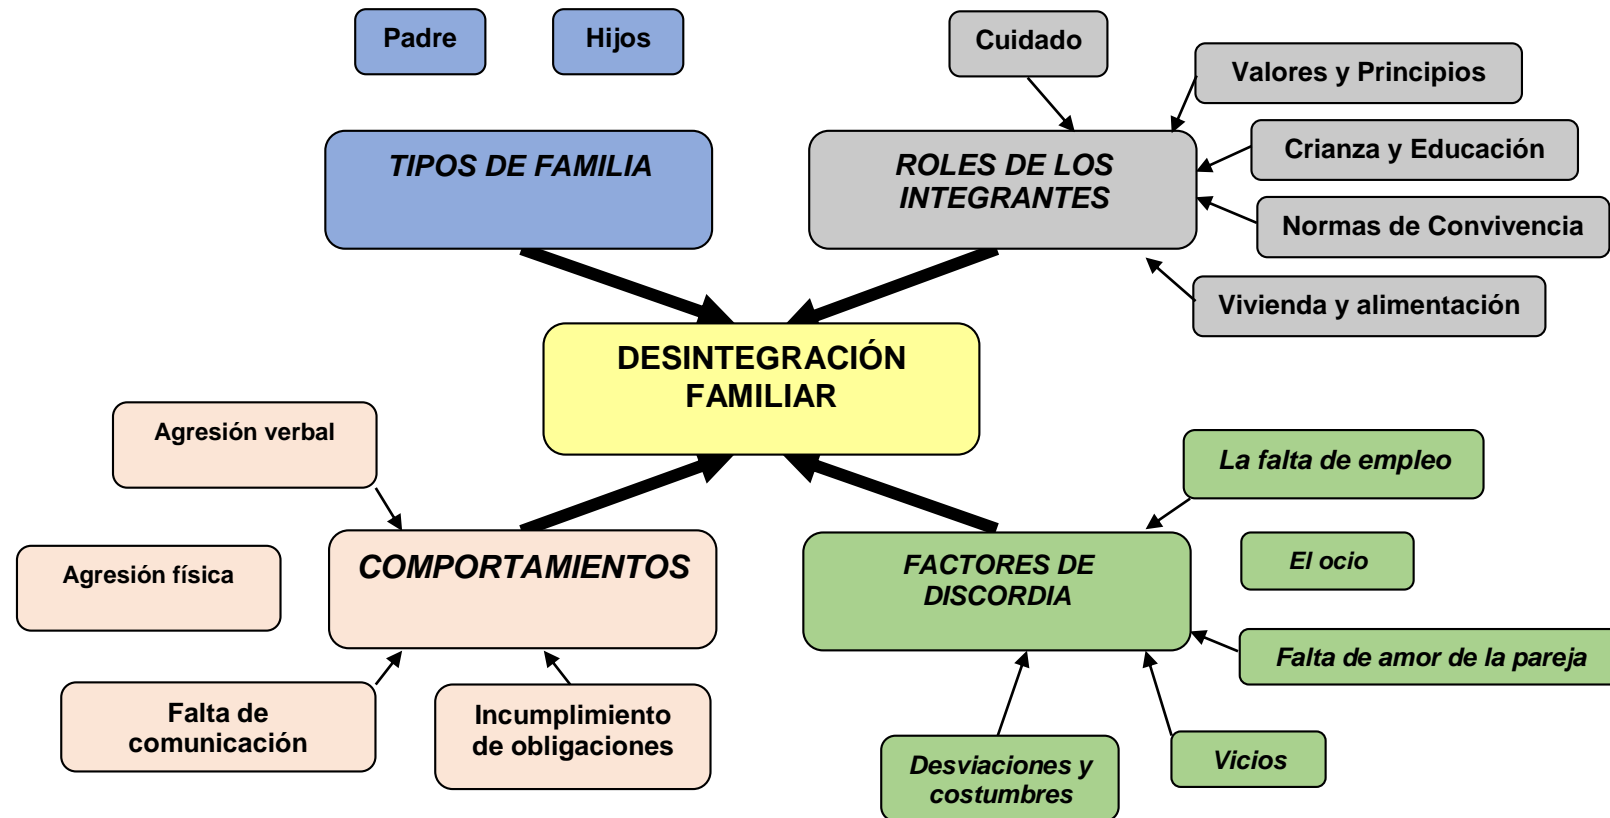 Padre
Hijos
Cuidado
Valores y Principios
TIPOS DE FAMILIA
ROLES DE LOS
INTEGRANTES
Crianza y Educación
Normas de Convivencia
Vivienda y alimentación
DESINTEGRACIÓN
FAMILIAR
Agresión verbal
La falta de empleo
COMPORTAMIENTOS
FACTORES DE
DISCORDIA
El ocio
Agresión física
Falta de amor de la pareja
Falta de
comunicación
Incumplimiento
de obligaciones
Desviaciones y
costumbres
Vicios